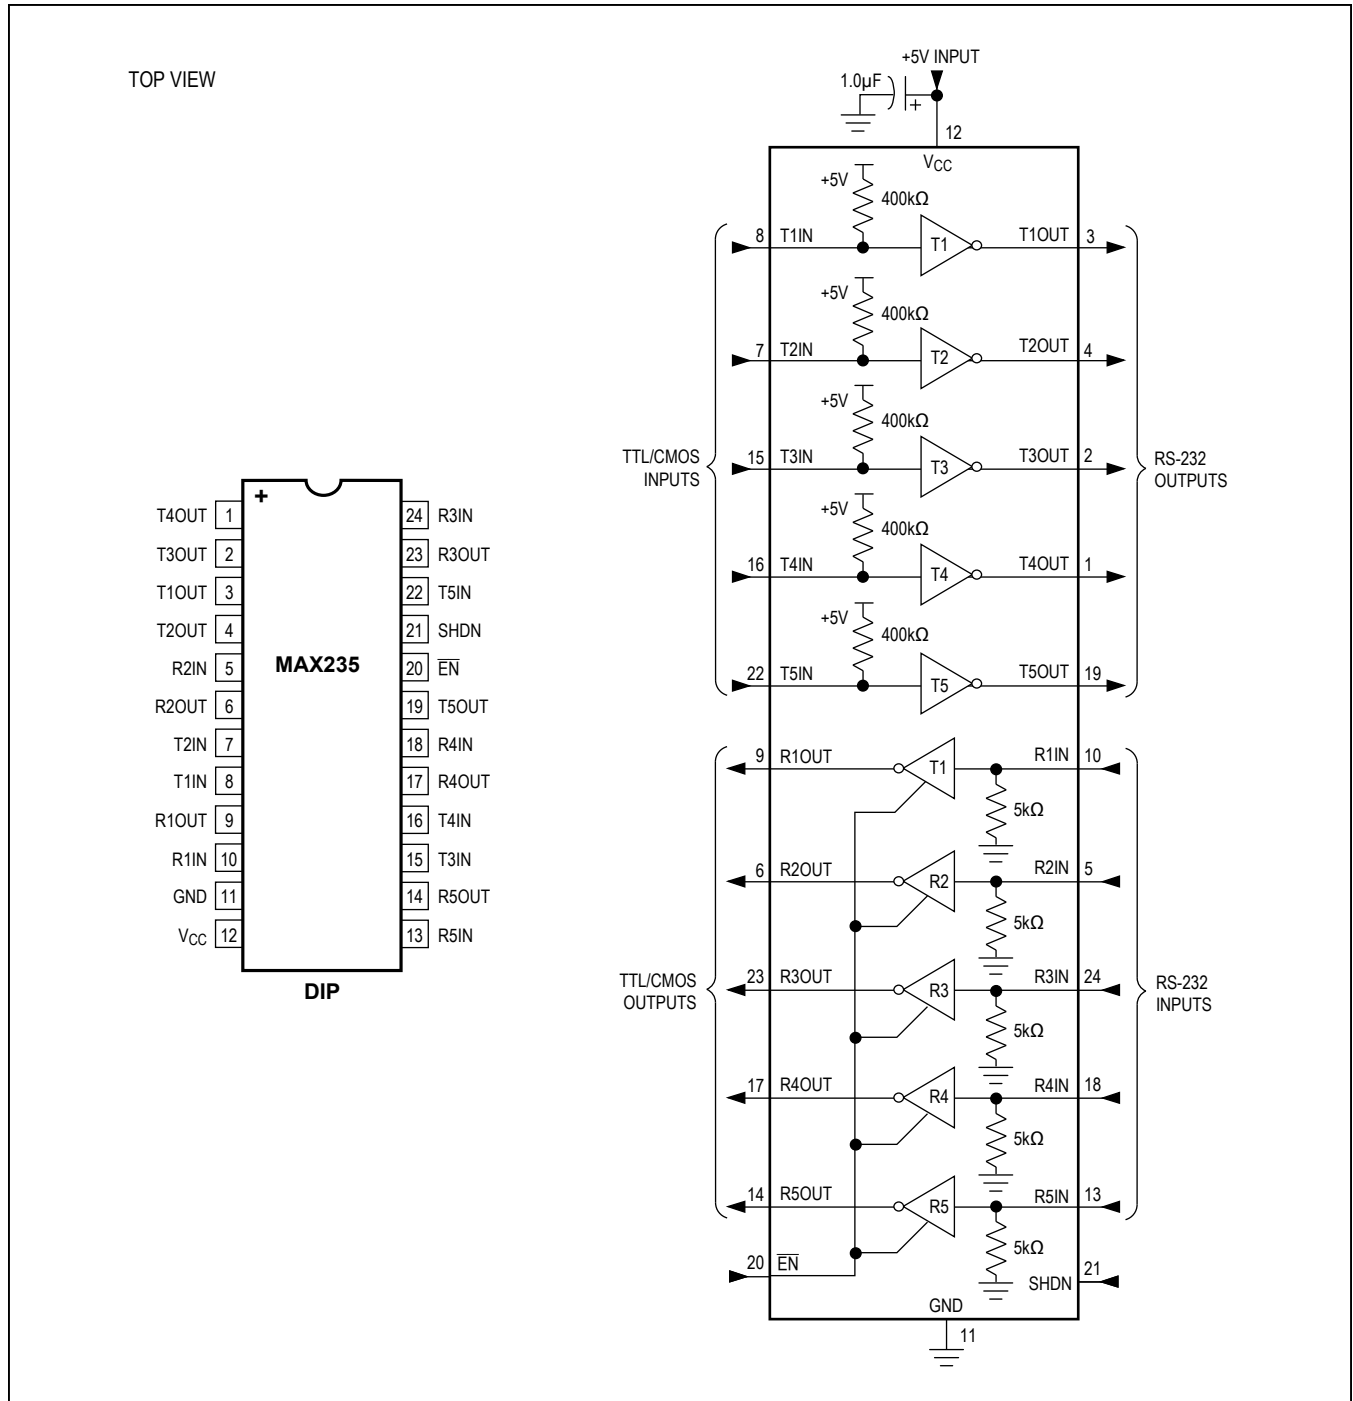 TOP VIEW
+
T4OUT 1
T3OUT 2
T1OUT 3
T2OUT 4
R2IN 5
R2OUT 6
T2IN 7
T1IN 8
R1OUT 9
R1IN 10
GND 11
VCC 12
MAX235
24 R3IN
23 R3OUT
22 T5IN
21 SHDN
20 E̅N̅
19 T5OUT
18 R4IN
17 R4OUT
16 T4IN
15 T3IN
14 R5OUT
13 R5IN
DIP
+5V INPUT
1.0µF
+
12
VCC
+5V
400kΩ
8 T1IN T1 T1OUT 3
+5V
400kΩ
7 T2IN T2 T2OUT 4
+5V
400kΩ
TTL/CMOS
INPUTS
15 T3IN T3 T3OUT 2
RS-232
OUTPUTS
+5V
400kΩ
16 T4IN T4 T4OUT 1
+5V
400kΩ
22 T5IN T5 T5OUT 19
9 R1OUT T1 R1IN 10
5kΩ
6 R2OUT R2 R2IN 5
5kΩ
TTL/CMOS
OUTPUTS
23 R3OUT R3 R3IN 24
RS-232
INPUTS
5kΩ
17 R4OUT R4 R4IN 18
5kΩ
14 R5OUT R5 R5IN 13
5kΩ
20 E̅N̅
SHDN 21
GND
11